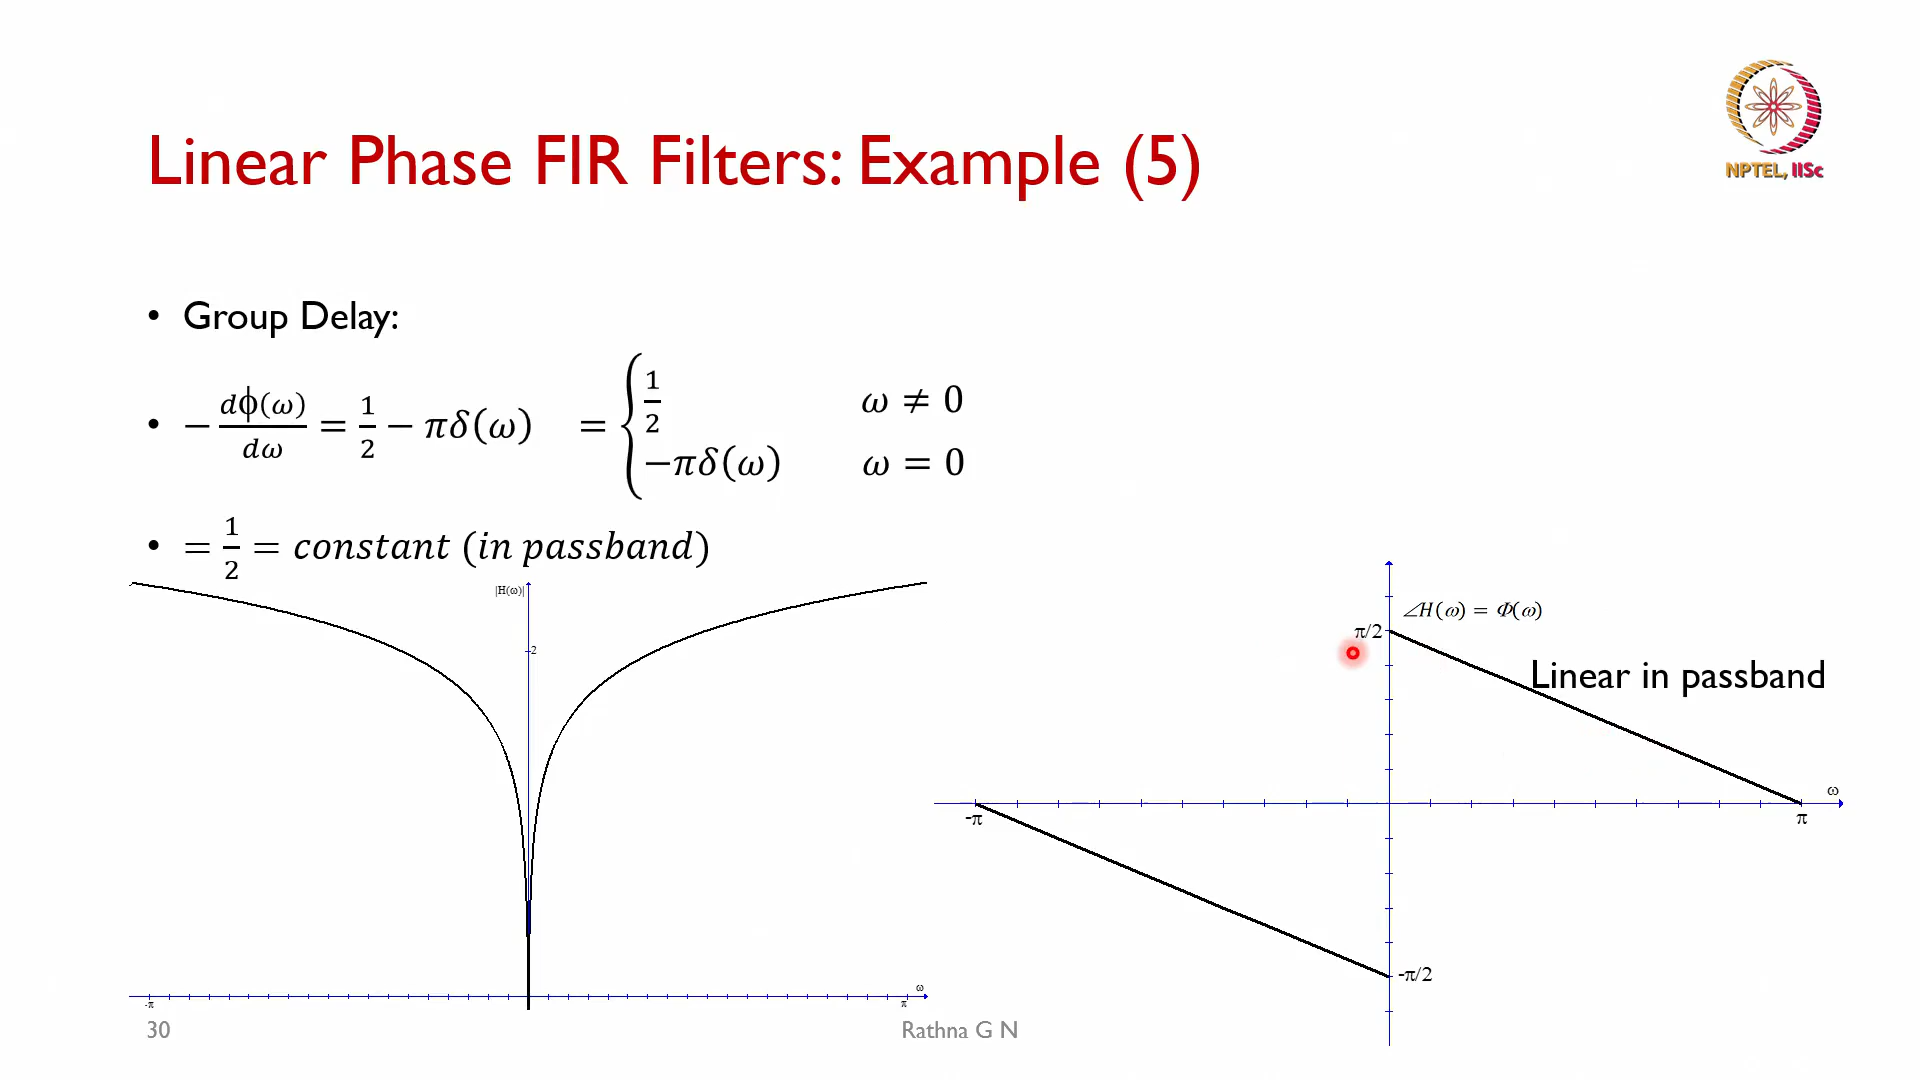 NPTEL, IISc
Linear Phase FIR Filters: Example (5)
• Group Delay:
• −dϕ(ω)/dω = 1/2 − πδ(ω) = { 1/2 ω ≠ 0
−πδ(ω) ω = 0
• = 1/2 = constant (in passband)
|H(ω)|
2
-π
π
ω
∠H(ω) = Φ(ω)
π/2
Linear in passband
ω
-π
π
-π/2
30
Rathna G N